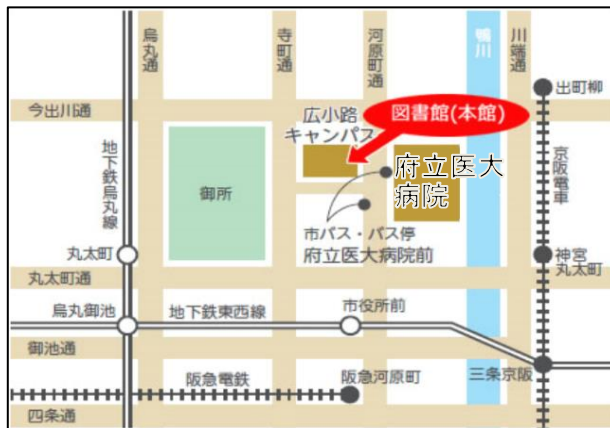 烏丸通
寺町通
河原町通
鴨川
川端通
出町柳
今出川通
広小路
キャンパス
図書館(本館)
地下鉄烏丸線
御所
府立医大
病院
京阪電車
市バス・バス停
府立医大病院前
丸太町
神宮
丸太町
丸太町通
烏丸御池
地下鉄東西線
市役所前
御池通
三条京阪
阪急電鉄
阪急河原町
四条通